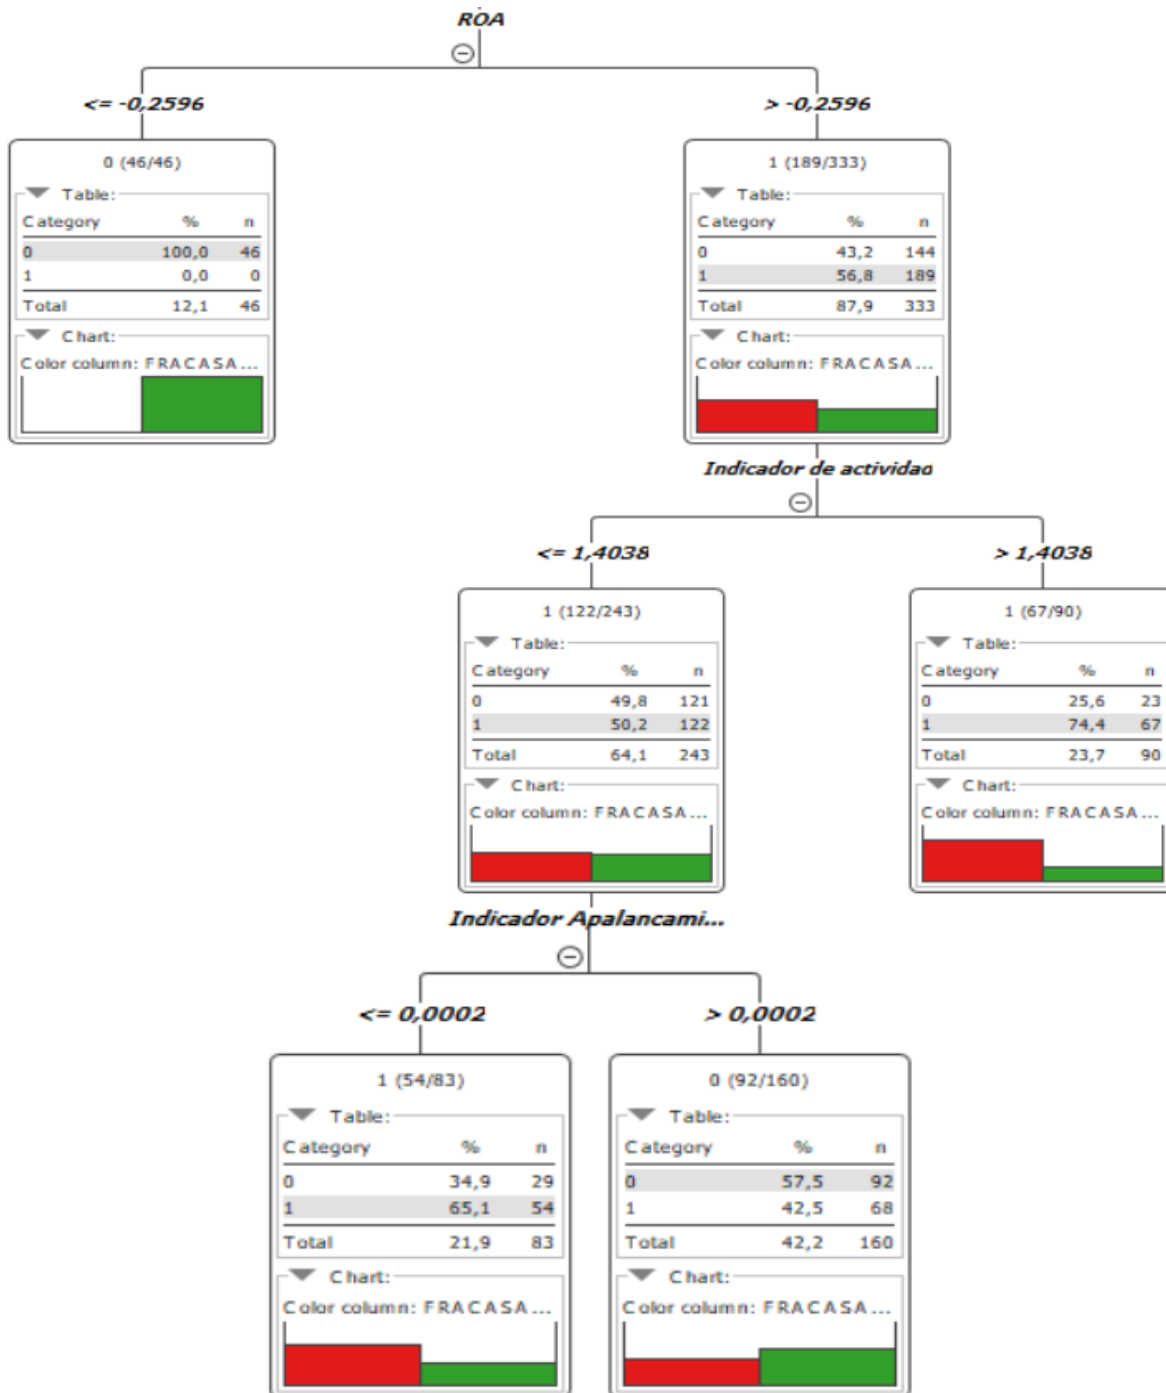 ROA
<= -0,2596
> -0,2596
0 (46/46)
Table:
Category % n
0 100,0 46
1 0,0 0
Total 12,1 46
Chart:
Color column: FRACASA...
1 (189/333)
Table:
Category % n
0 43,2 144
1 56,8 189
Total 87,9 333
Chart:
Color column: FRACASA...
Indicador de actividad
<= 1,4038
> 1,4038
1 (122/243)
Table:
Category % n
0 49,8 121
1 50,2 122
Total 64,1 243
Chart:
Color column: FRACASA...
1 (67/90)
Table:
Category % n
0 25,6 23
1 74,4 67
Total 23,7 90
Chart:
Color column: FRACASA...
Indicador Apalancami...
<= 0,0002
> 0,0002
1 (54/83)
Table:
Category % n
0 34,9 29
1 65,1 54
Total 21,9 83
Chart:
Color column: FRACASA...
0 (92/160)
Table:
Category % n
0 57,5 92
1 42,5 68
Total 42,2 160
Chart:
Color column: FRACASA...